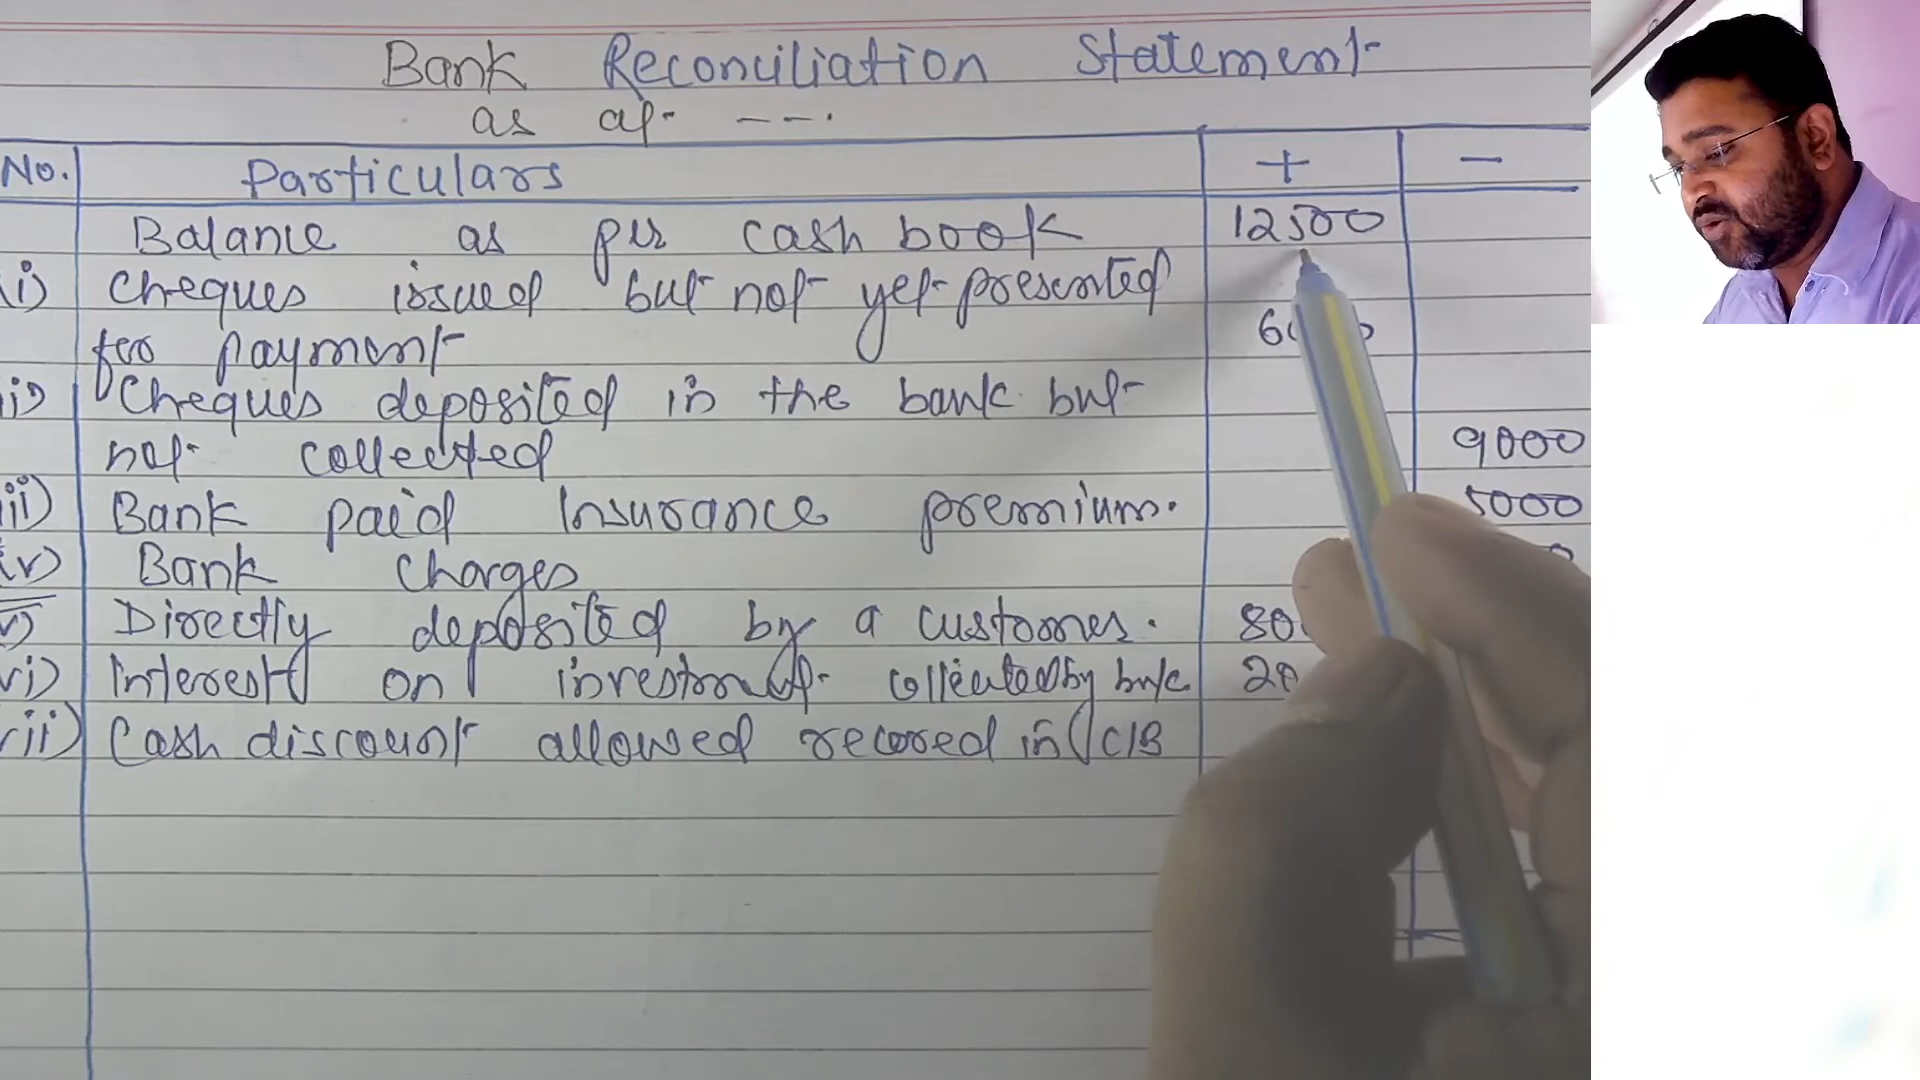 Bank Reconciliation Statement
as at ---.
No. Particulars + -
Balance as per cash book 12500
i) Cheques issued but not yet presented
for payment
ii) Cheques deposited in the bank but
not collected 9000
iii) Bank paid Insurance premium. 5000
iv) Bank Charges
v) Directly deposited by a customer.
vi) Interest on investment collected by bank
vii) Cash discount allowed recored in C/B